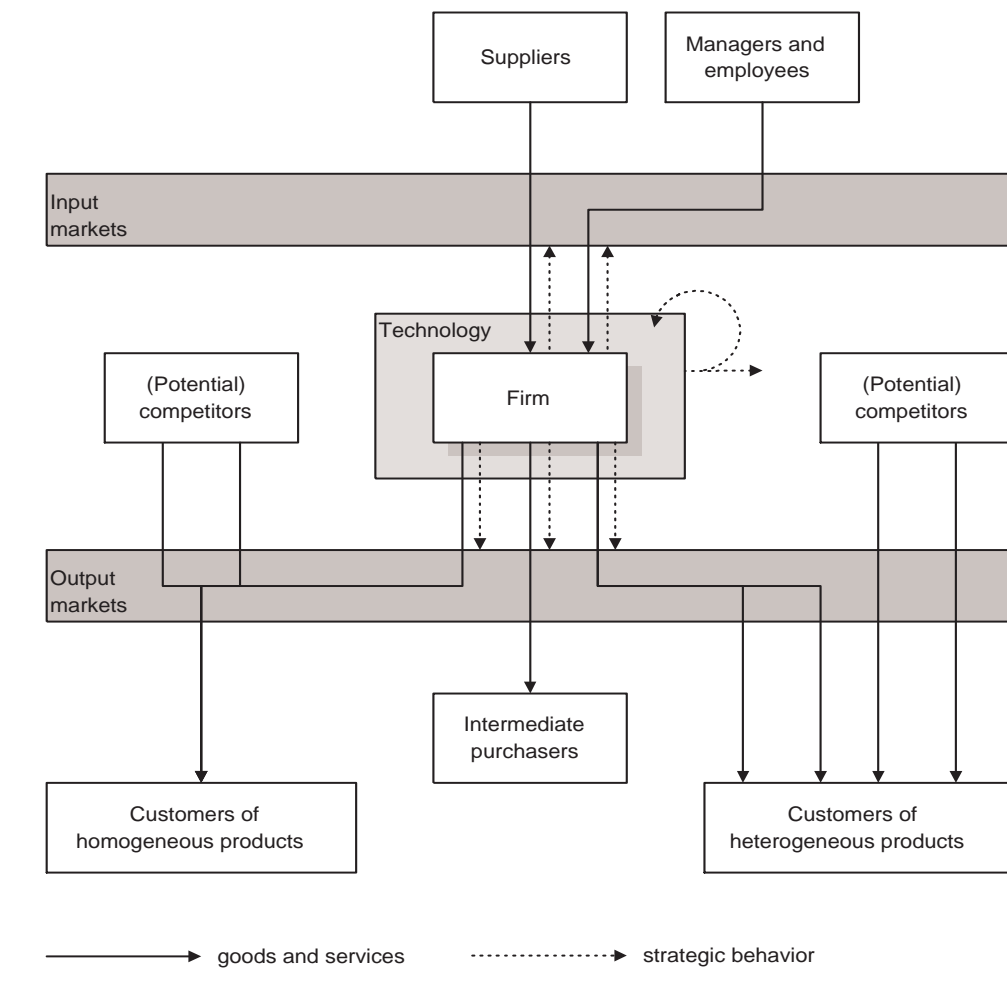 Suppliers
Managers and
employees
Input
markets
Technology
(Potential)
competitors
Firm
(Potential)
competitors
Output
markets
Intermediate
purchasers
Customers of
homogeneous products
Customers of
heterogeneous products
goods and services
strategic behavior